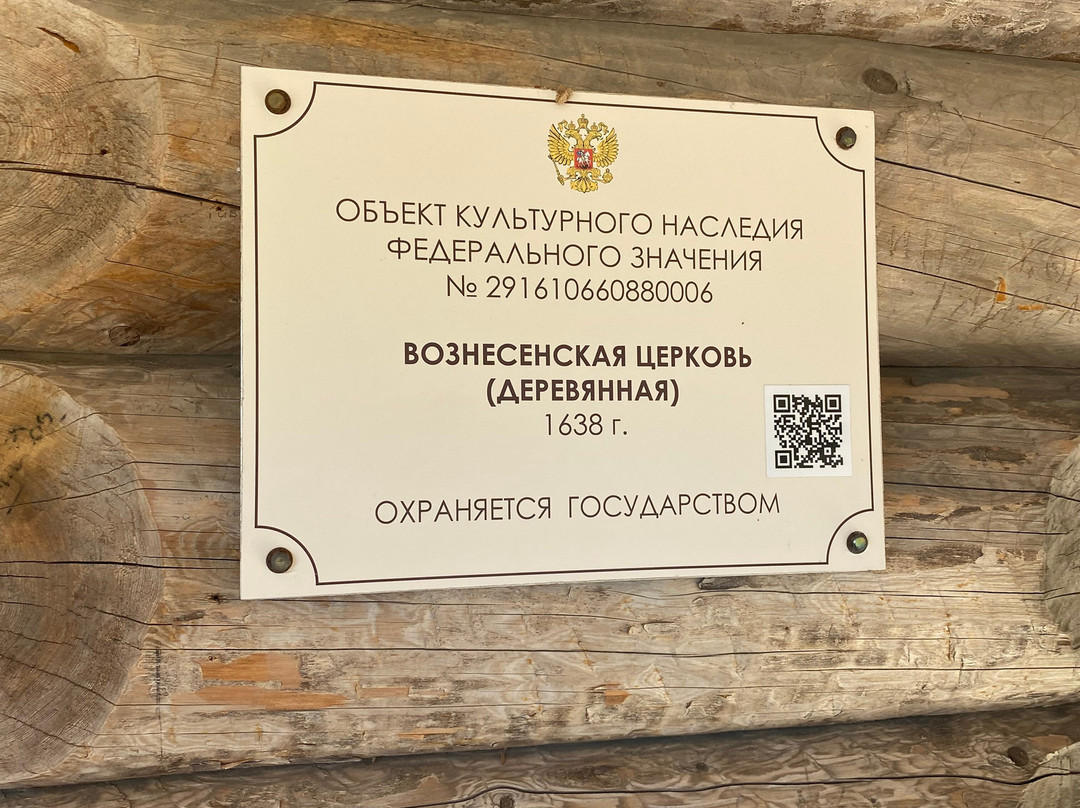 ОБЪЕКТ КУЛЬТУРНОГО НАСЛЕДИЯ
ФЕДЕРАЛЬНОГО ЗНАЧЕНИЯ
№ 291610660880006
ВОЗНЕСЕНСКАЯ ЦЕРКОВЬ
(ДЕРЕВЯННАЯ)
1638 г.
ОХРАНЯЕТСЯ ГОСУДАРСТВОМ